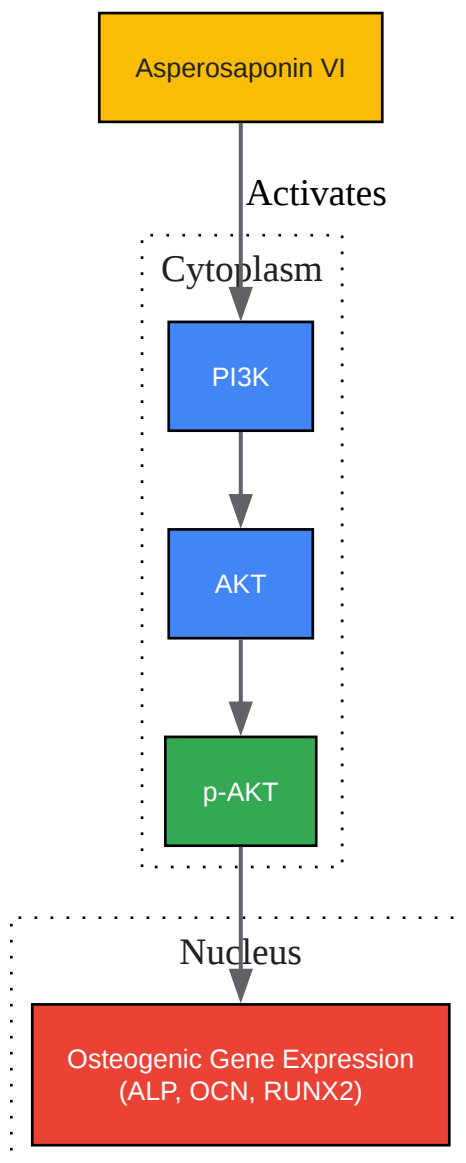 Asperosaponin VI
Activates
Cytoplasm
PI3K
AKT
p-AKT
Nucleus
Osteogenic Gene Expression
(ALP, OCN, RUNX2)